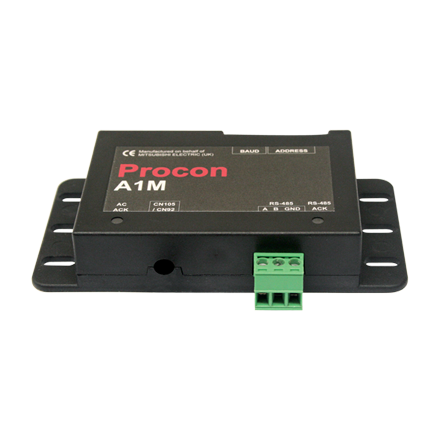 CE Manufactured on behalf of
MITSUBISHI ELECTRIC (UK)
BAUD ADDRESS
Procon
A1M
AC
ACK
CN105
/ CN92
RS-485
A B GND
RS-485
ACK